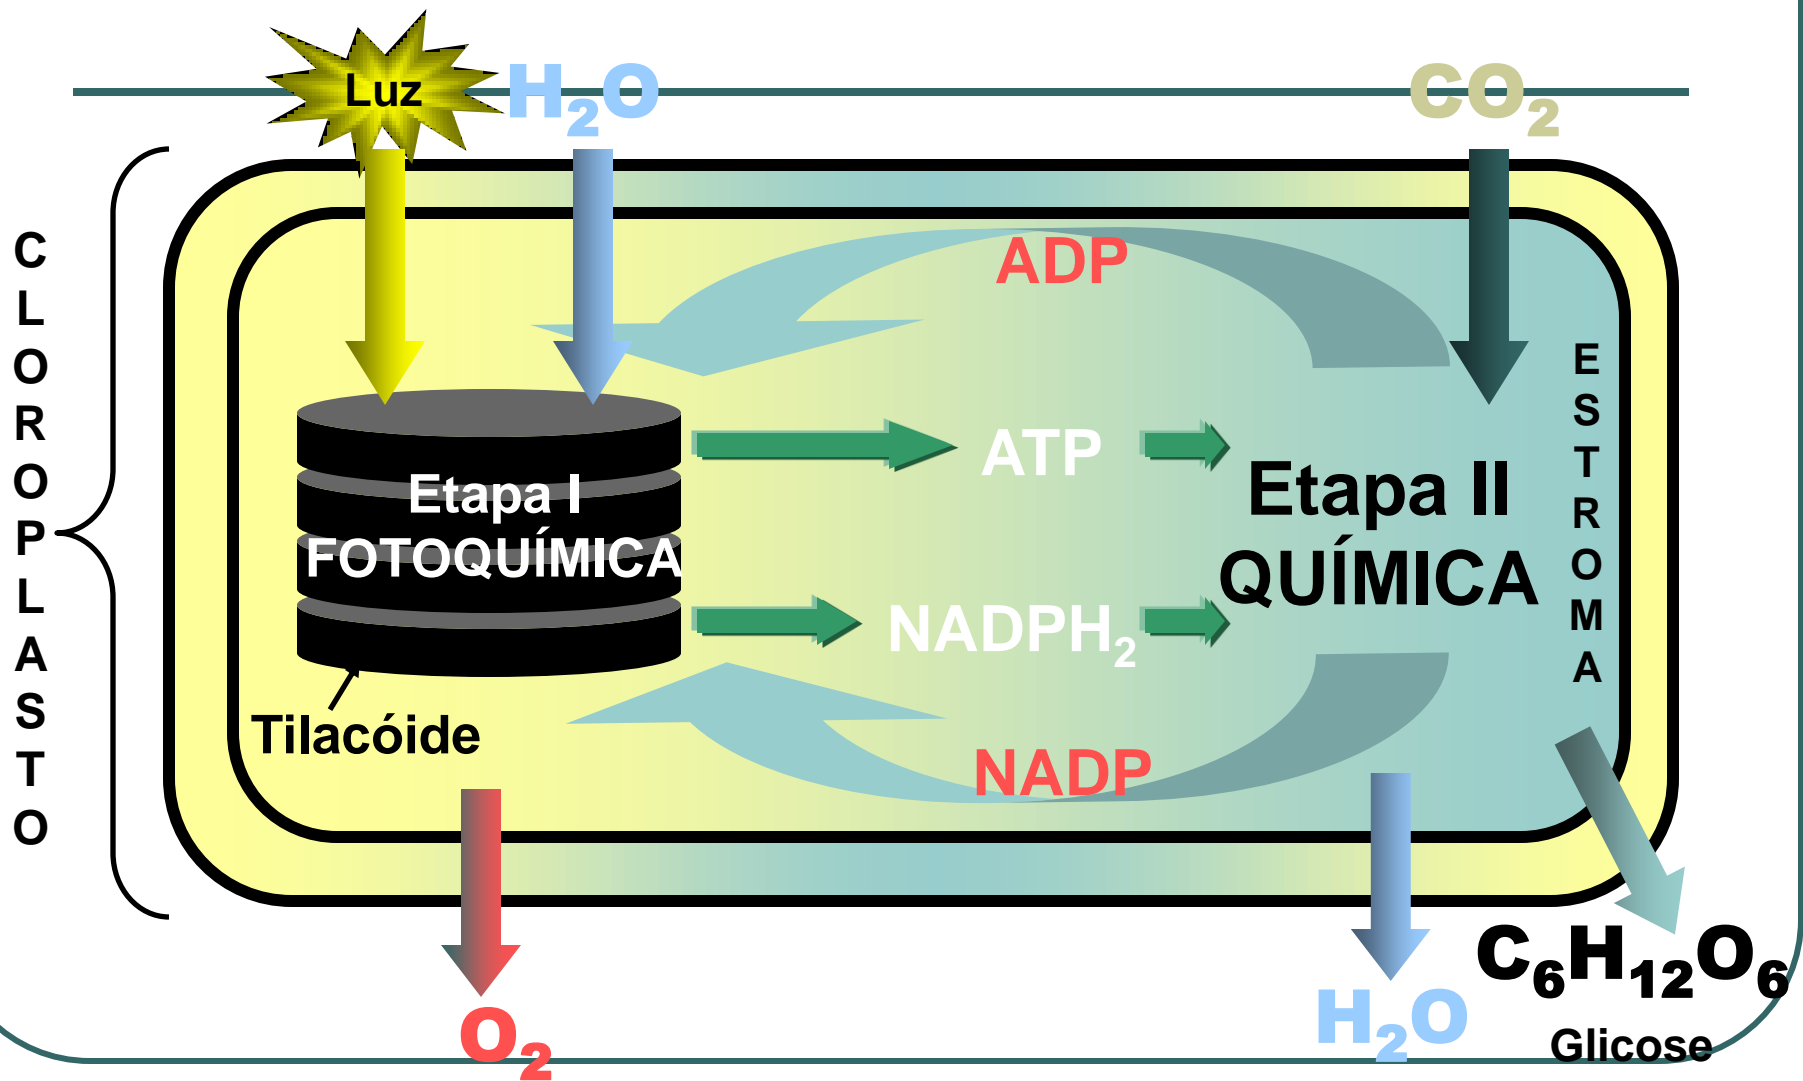 Luz
H₂O
CO₂
CLOROPLASTO
ADP
ESTROMA
ATP
Etapa I
FOTOQUÍMICA
Etapa II
QUÍMICA
NADPH₂
Tilacóide
NADP
O₂
H₂O
C₆H₁₂O₆
Glicose